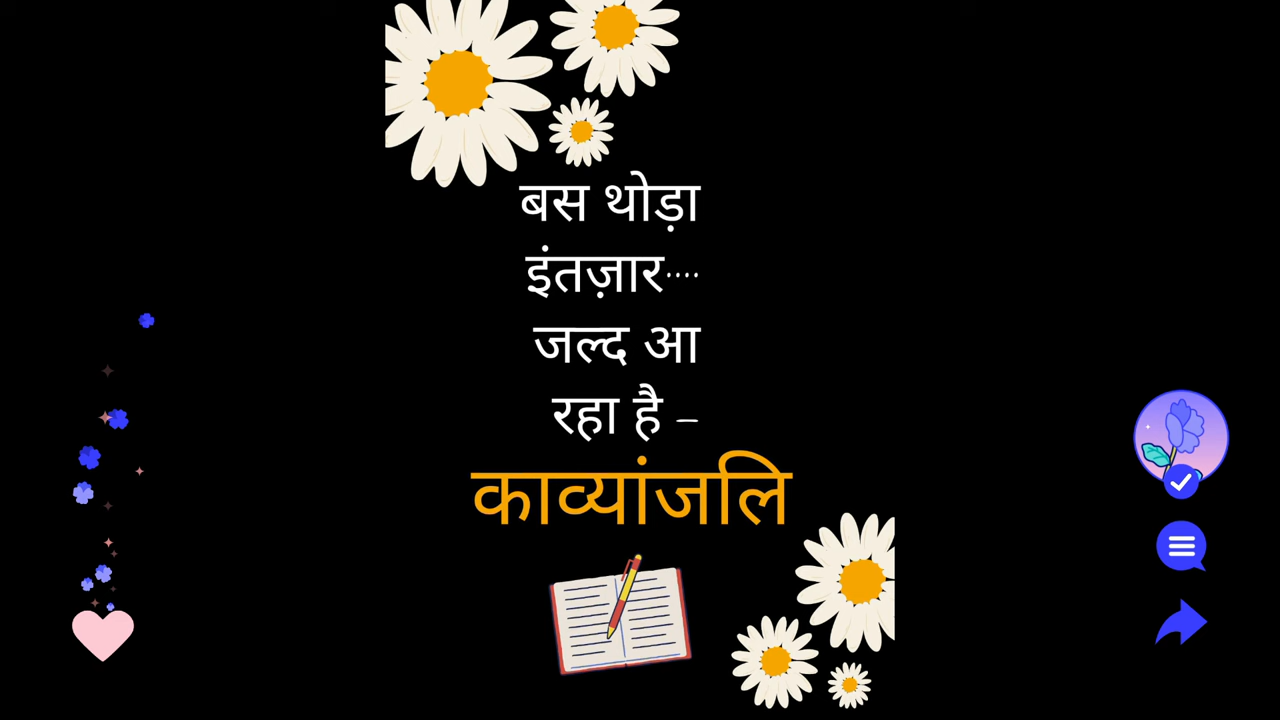 बस थोड़ा
इंतज़ार....
जल्द आ
रहा है –
काव्यांजलि